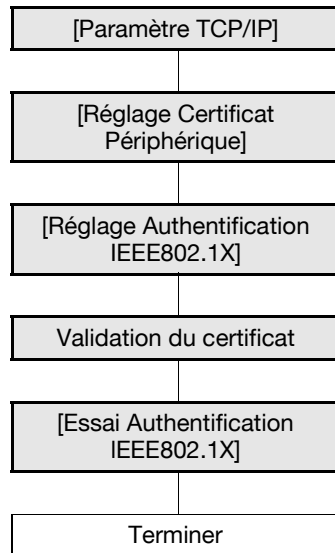 [Paramètre TCP/IP]
[Réglage Certificat
Périphérique]
[Réglage Authentification
IEEE802.1X]
Validation du certificat
[Essai Authentification
IEEE802.1X]
Terminer